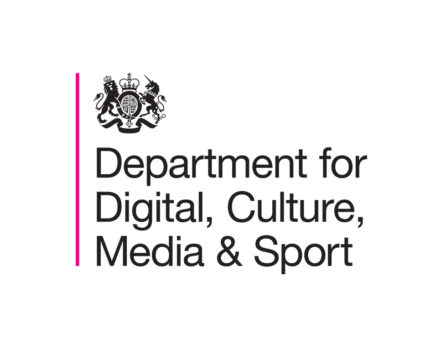 Department for
Digital, Culture,
Media & Sport